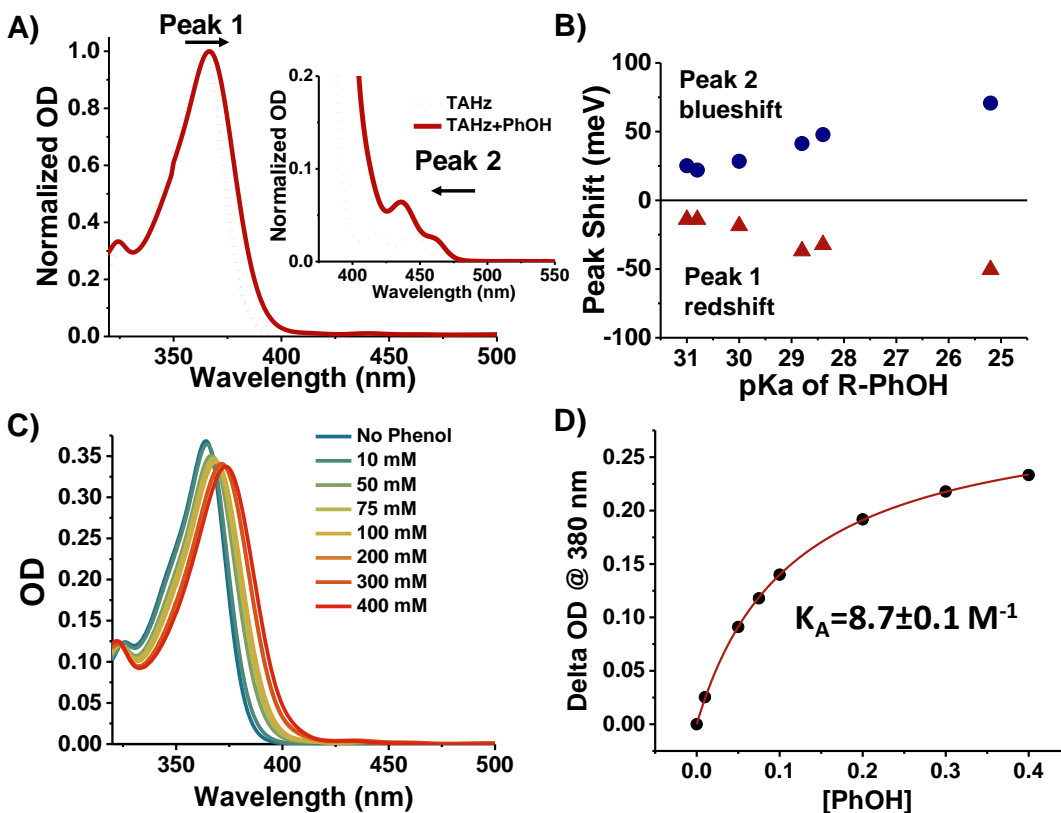 A)
Peak 1
Normalized OD
1.0
0.8
0.6
0.4
0.2
0.0
350
400
450
500
Wavelength (nm)
Normalized OD
0.2
0.1
0.0
400
450
500
550
Wavelength (nm)
TAHz
TAHz+PhOH
Peak 2
B)
Peak Shift (meV)
100
50
0
-50
-100
Peak 2
blueshift
Peak 1
redshift
31
30
29
28
27
26
25
pKa of R-PhOH
C)
OD
0.35
0.30
0.25
0.20
0.15
0.10
0.05
0.00
350
400
450
500
Wavelength (nm)
No Phenol
10 mM
50 mM
75 mM
100 mM
200 mM
300 mM
400 mM
D)
Delta OD @ 380 nm
0.25
0.20
0.15
0.10
0.05
0.00
0.0
0.1
0.2
0.3
0.4
[PhOH]
K_A=8.7±0.1 M⁻¹